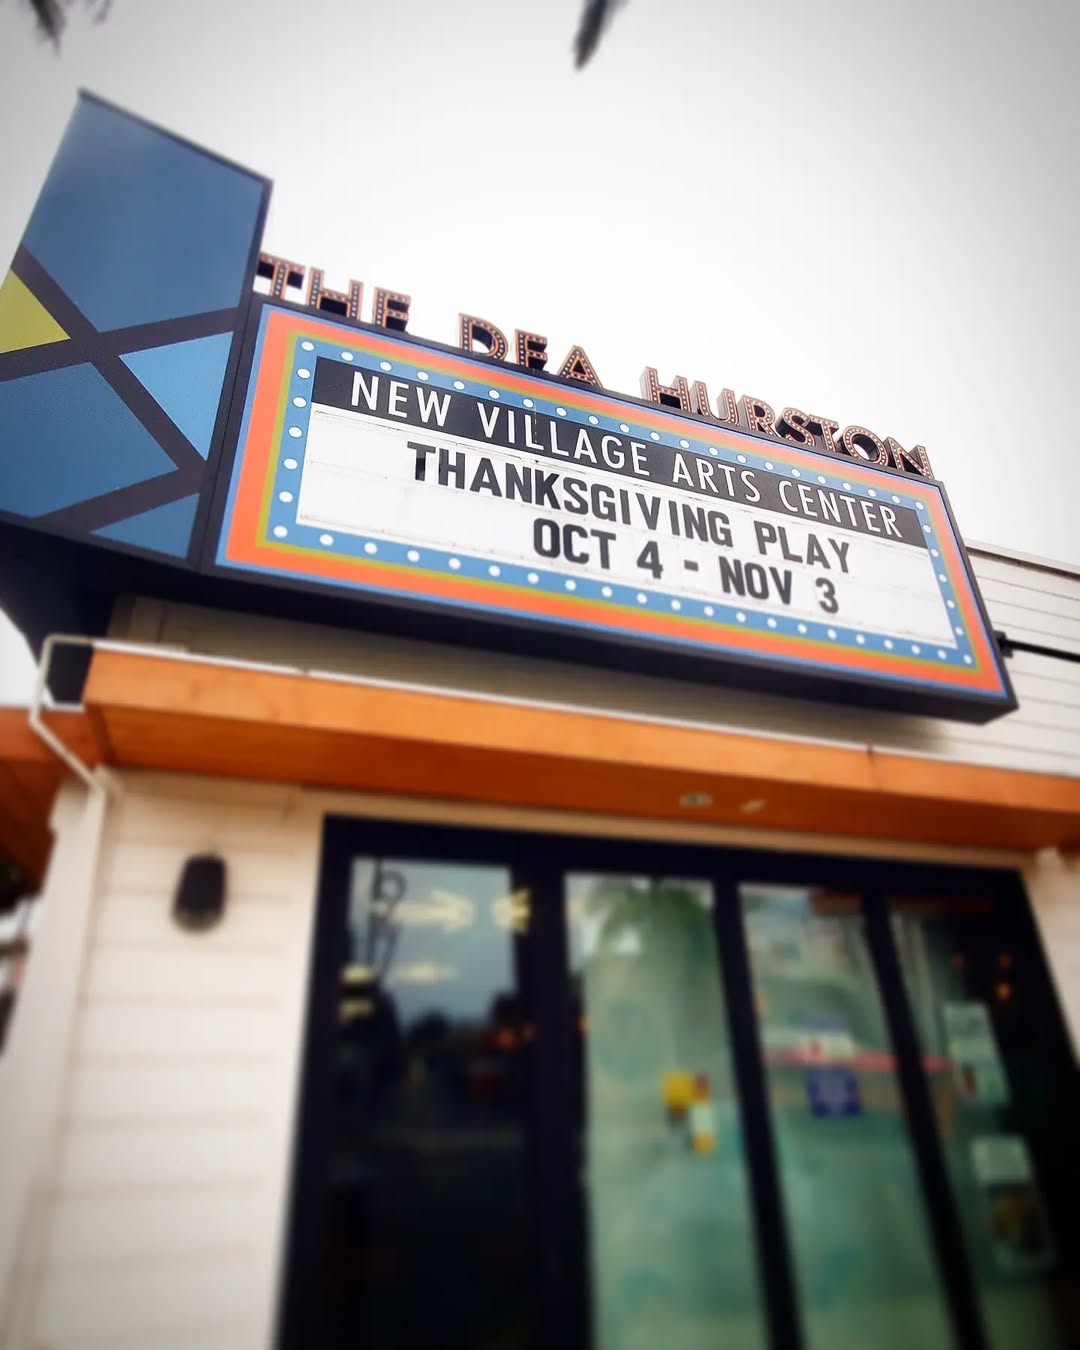 THE DEA HURSTON
NEW VILLAGE ARTS CENTER
THANKSGIVING PLAY
OCT 4 - NOV 3